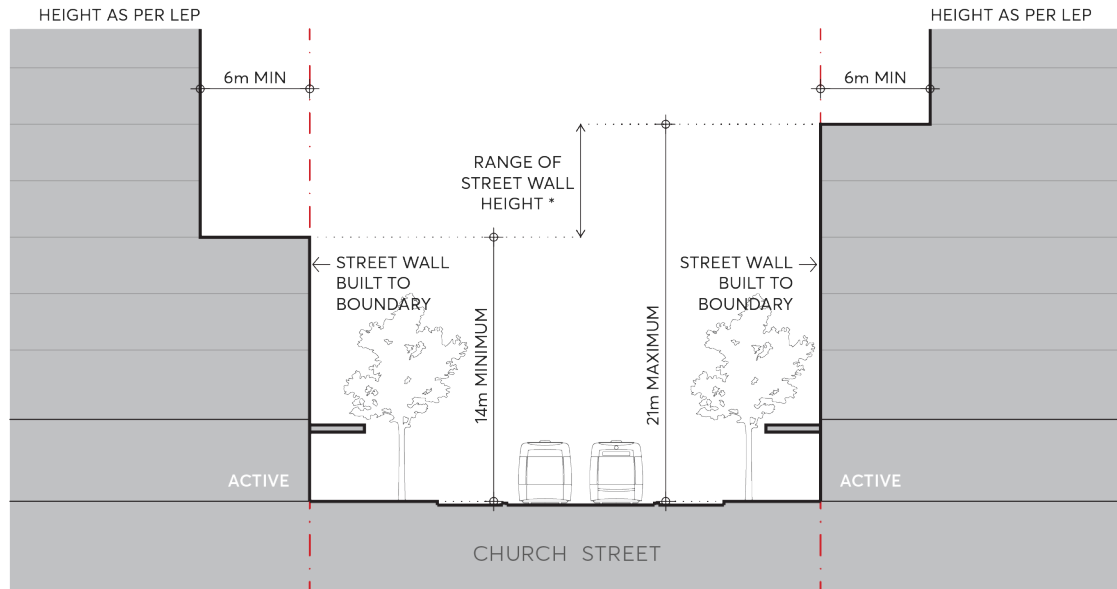 HEIGHT AS PER LEP
HEIGHT AS PER LEP
6m MIN
6m MIN
RANGE OF
STREET WALL
HEIGHT *
STREET WALL
BUILT TO
BOUNDARY
STREET WALL
BUILT TO
BOUNDARY
14m MINIMUM
21m MAXIMUM
ACTIVE
ACTIVE
CHURCH STREET